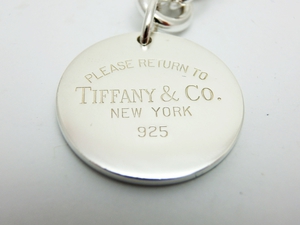 PLEASE RETURN TO
TIFFANY & CO.
NEW YORK
925